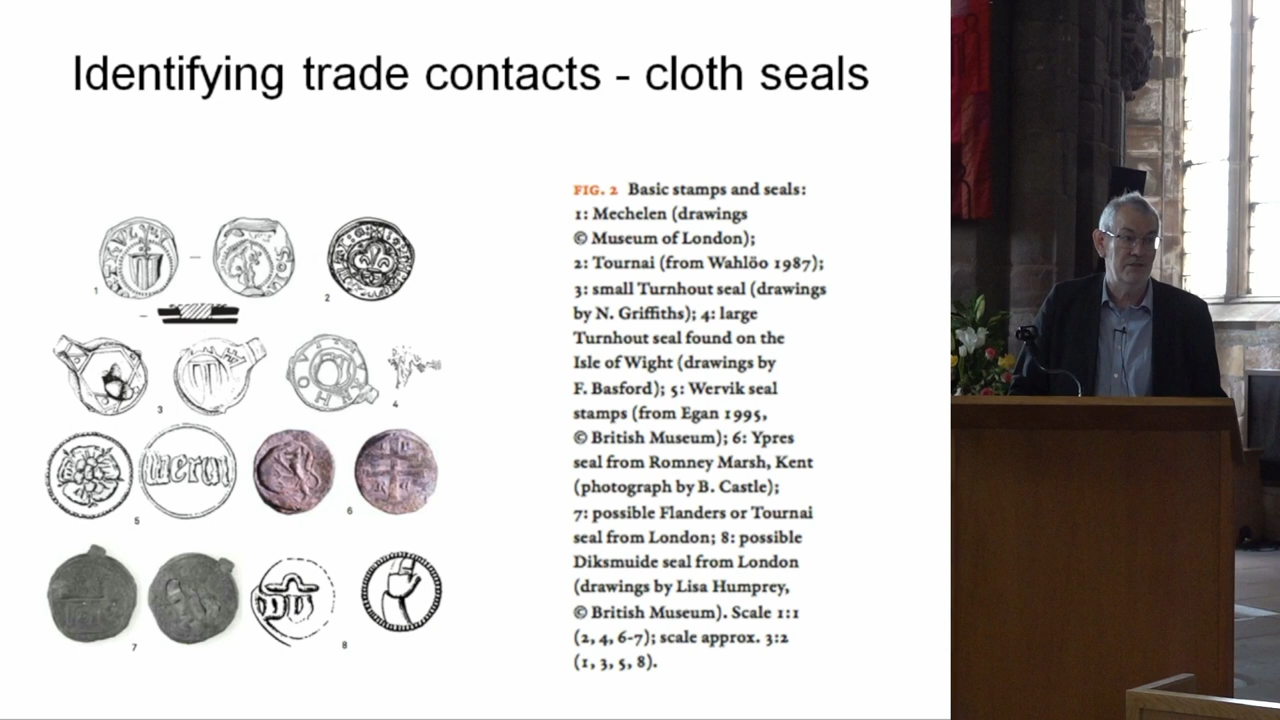 Identifying trade contacts - cloth seals
FIG. 2 Basic stamps and seals:
1: Mechelen (drawings
© Museum of London);
2: Tournai (from Wahlöo 1987);
3: small Turnhout seal (drawings
by N. Griffiths); 4: large
Turnhout seal found on the
Isle of Wight (drawings by
F. Basford); 5: Wervik seal
stamps (from Egan 1995,
© British Museum); 6: Ypres
seal from Romney Marsh, Kent
(photograph by B. Castle);
7: possible Flanders or Tournai
seal from London; 8: possible
Diksmuide seal from London
(drawings by Lisa Humprey,
© British Museum). Scale 1:1
(2, 4, 6-7); scale approx. 3:2
(1, 3, 5, 8).
1
2
3
4
5
6
7
8